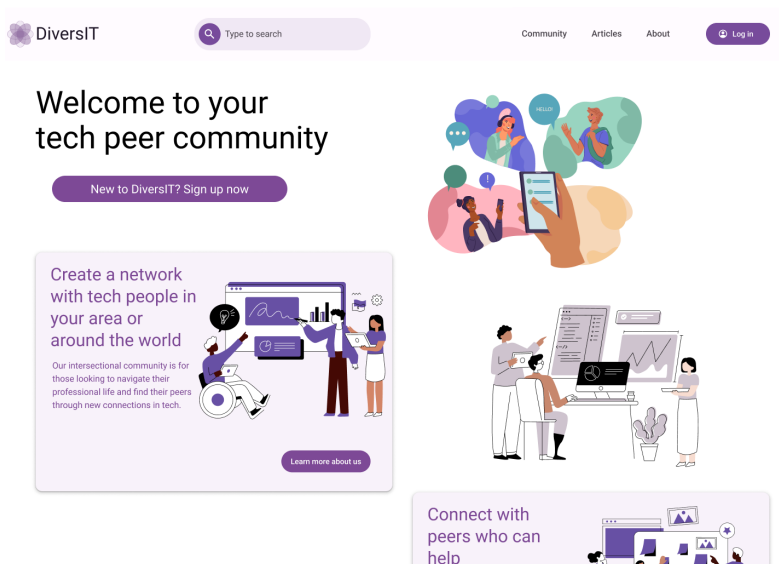 DiversIT
Type to search
Community
Articles
About
Log in
Welcome to your
tech peer community
HELLO!
New to DiversIT? Sign up now
Create a network
with tech people in
your area or
around the world
Our intersectional community is for
those looking to navigate their
professional life and find their peers
through new connections in tech.
Learn more about us
Connect with
peers who can
help